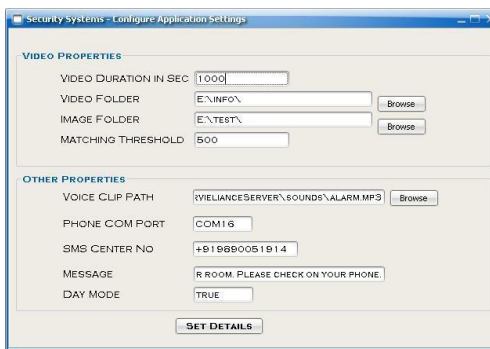 Security Systems - Configure Application Settings
VIDEO PROPERTIES
VIDEO DURATION IN SEC 1000
VIDEO FOLDER E:\INFO\ Browse
IMAGE FOLDER E:\TEST\ Browse
MATCHING THRESHOLD 500
OTHER PROPERTIES
VOICE CLIP PATH RVIELIANCESERVER\SOUNDS\ALARM.MP3 Browse
PHONE COM PORT COM16
SMS CENTER NO +919890051914
MESSAGE R ROOM. PLEASE CHECK ON YOUR PHONE.
DAY MODE TRUE
SET DETAILS